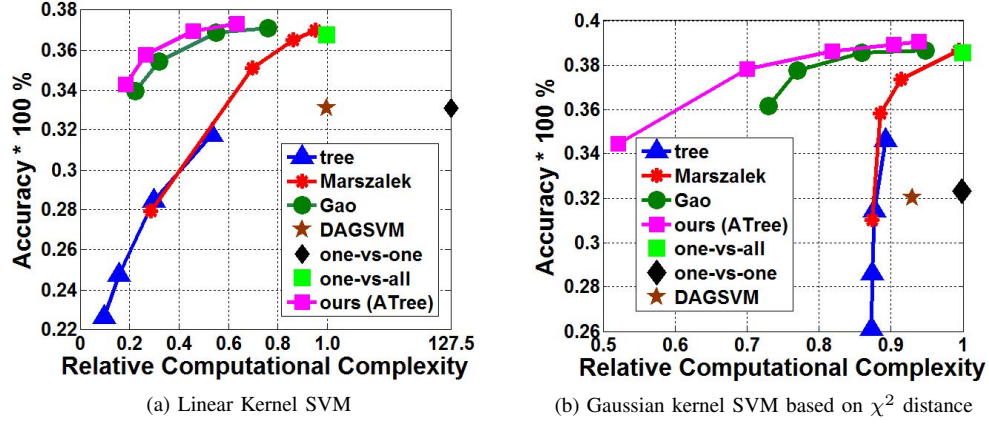 0.38
0.36
0.34
0.32
0.3
0.28
0.26
0.24
0.22
Accuracy * 100 %
0 0.2 0.4 0.6 0.8 1.0 127.5
Relative Computational Complexity
tree
Marszalek
Gao
DAGSVM
one-vs-one
one-vs-all
ours (ATree)
(a) Linear Kernel SVM
0.4
0.38
0.36
0.34
0.32
0.3
0.28
0.26
Accuracy * 100 %
0.5 0.6 0.7 0.8 0.9 1
Relative Computational Complexity
tree
Marszalek
Gao
ours (ATree)
one-vs-all
one-vs-one
DAGSVM
(b) Gaussian kernel SVM based on χ² distance